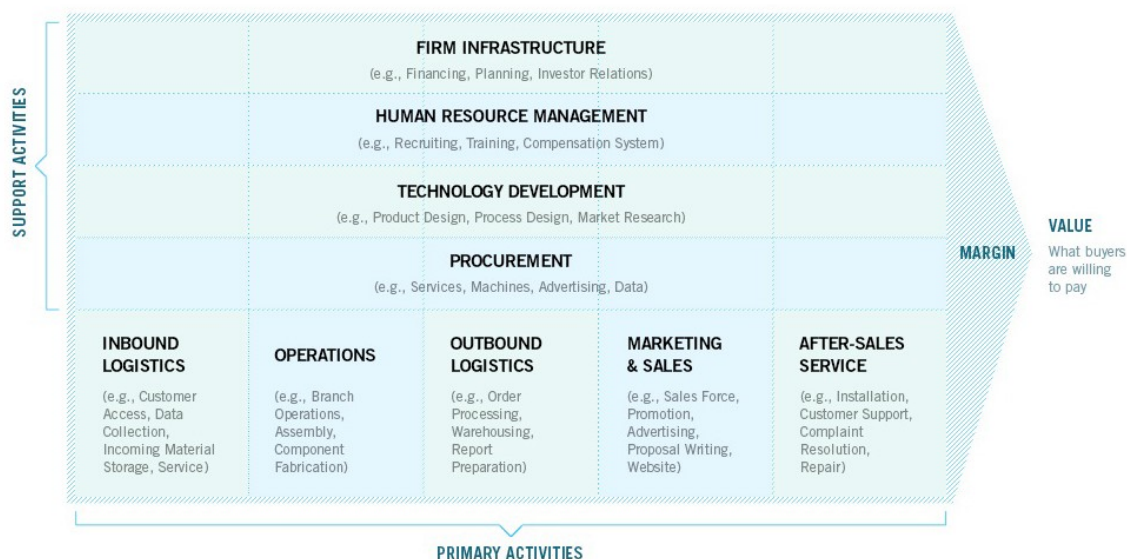 SUPPORT ACTIVITIES
FIRM INFRASTRUCTURE
(e.g., Financing, Planning, Investor Relations)
HUMAN RESOURCE MANAGEMENT
(e.g., Recruiting, Training, Compensation System)
TECHNOLOGY DEVELOPMENT
(e.g., Product Design, Process Design, Market Research)
PROCUREMENT
(e.g., Services, Machines, Advertising, Data)
INBOUND
LOGISTICS
(e.g., Customer
Access, Data
Collection,
Incoming Material
Storage, Service)
OPERATIONS
(e.g., Branch
Operations,
Assembly,
Component
Fabrication)
OUTBOUND
LOGISTICS
(e.g., Order
Processing,
Warehousing,
Report
Preparation)
MARKETING
& SALES
(e.g., Sales Force,
Promotion,
Advertising,
Proposal Writing,
Website)
AFTER-SALES
SERVICE
(e.g., Installation,
Customer Support,
Complaint
Resolution,
Repair)
MARGIN
VALUE
What buyers
are willing
to pay
PRIMARY ACTIVITIES